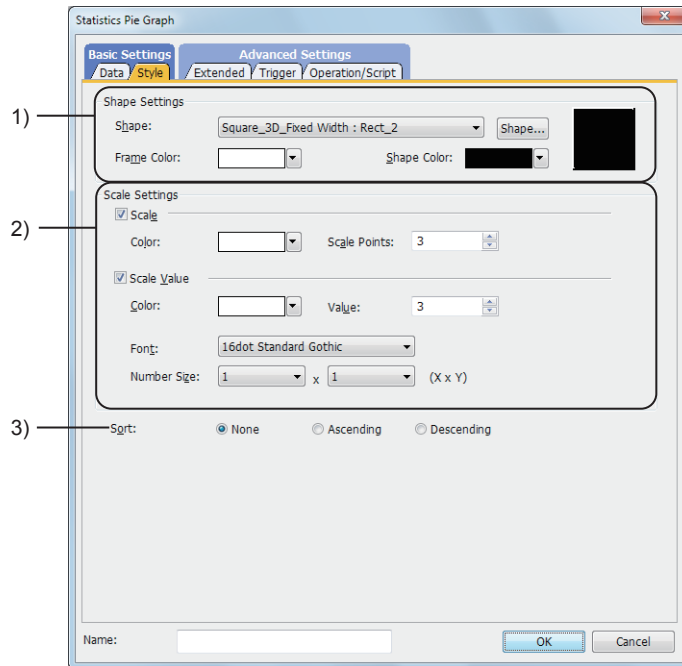 Statistics Pie Graph
x
Basic Settings Advanced Settings
Data Style Extended Trigger Operation/Script
1)
Shape Settings
Shape: Square_3D_Fixed Width : Rect_2 Shape...
Frame Color: Shape Color:
2)
Scale Settings
Scale
Color: Scale Points: 3
Scale Value
Color: Value: 3
Font: 16dot Standard Gothic
Number Size: 1 x 1 (X x Y)
3)
Sort: None Ascending Descending
Name: OK Cancel